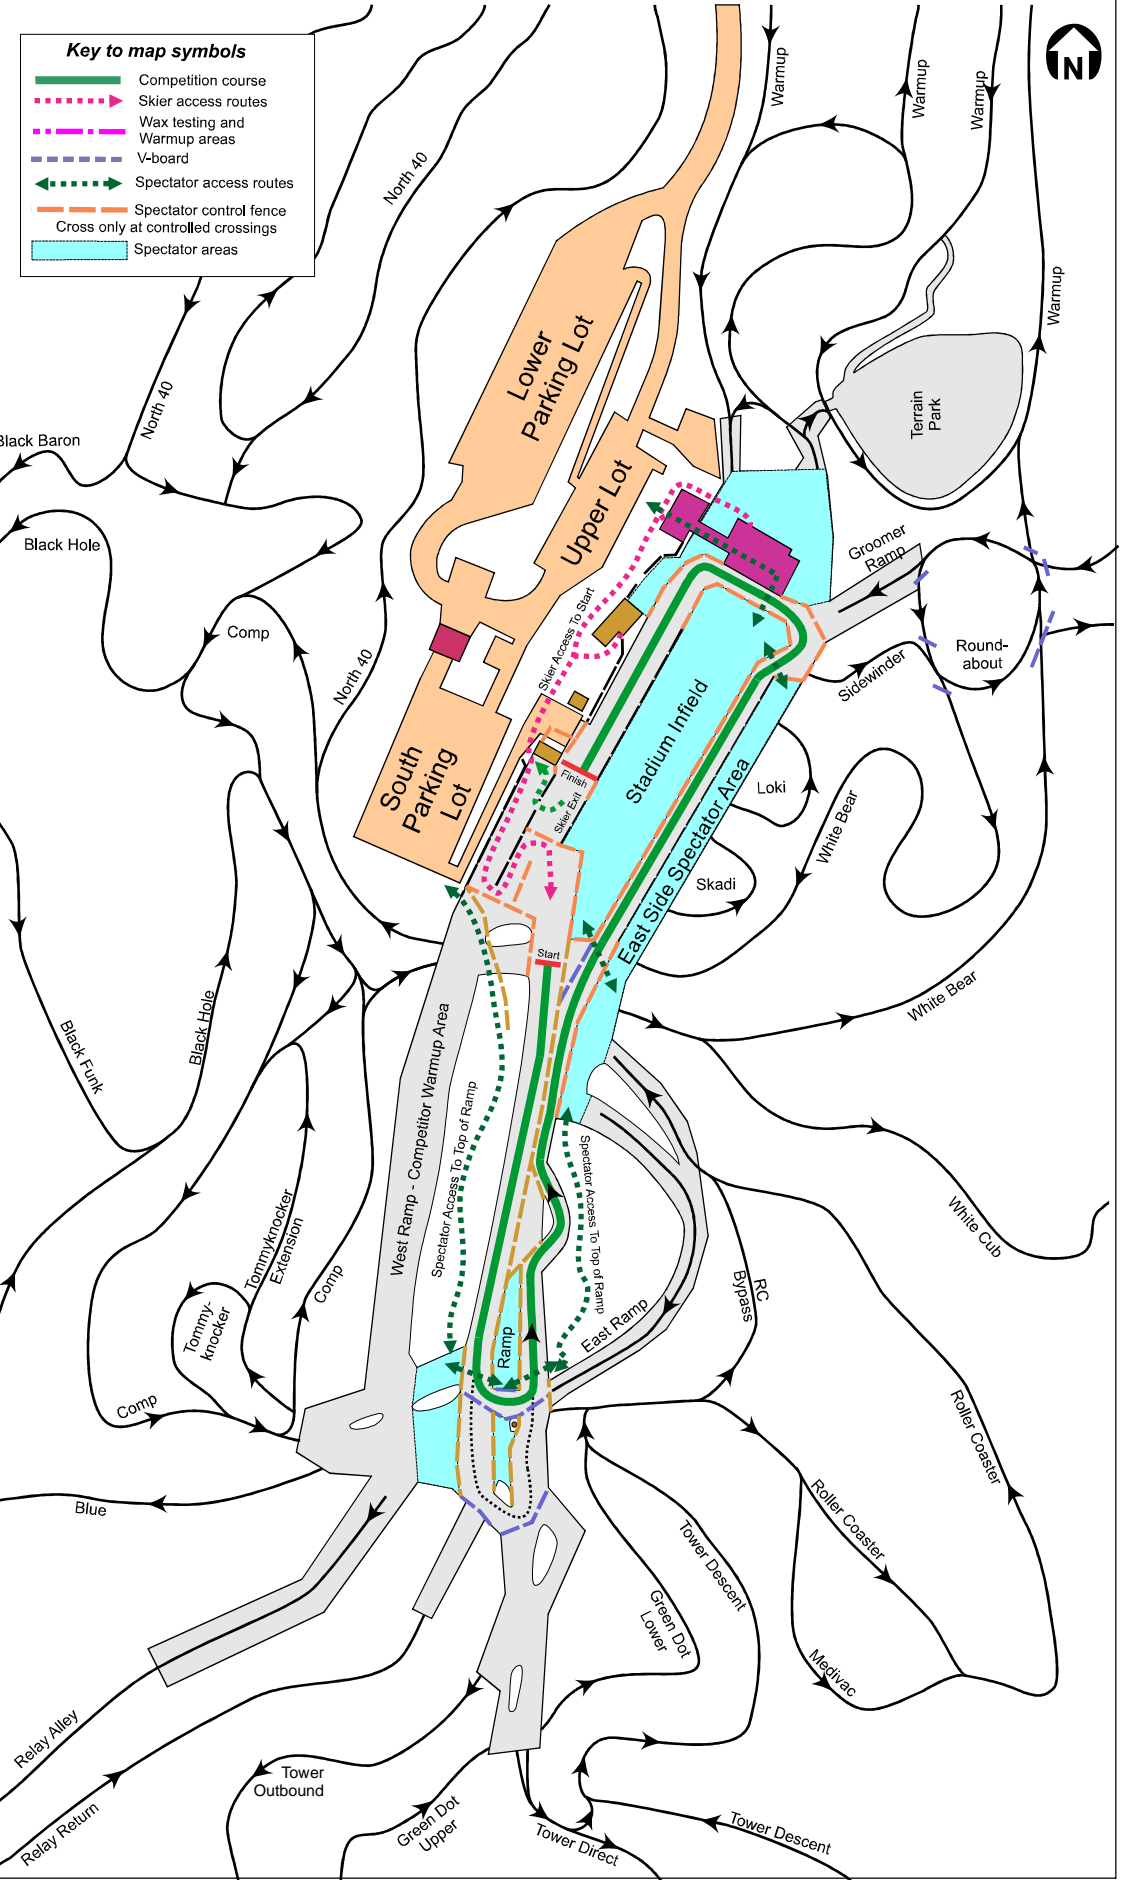 Key to map symbols
Competition course
Skier access routes
Wax testing and
Warmup areas
V-board
Spectator access routes
Spectator control fence
Cross only at controlled crossings
Spectator areas
N
Warmup
Warmup
Warmup
Warmup
North 40
North 40
North 40
Black Baron
Black Hole
Lower
Parking Lot
Upper Lot
South
Parking
Lot
Terrain
Park
Groomer
Ramp
Round-
about
Sidewinder
Comp
Skier Access To Start
Stadium Infield
East Side Spectator Area
Finish
Skier Exit
Start
Loki
Skadi
White Bear
White Bear
White Cub
Black Funk
Black Hole
West Ramp - Competitor Warmup Area
Spectator Access To Top of Ramp
Spectator Access To Top of Ramp
Tommyknocker
Extension
Tommy-
knocker
Comp
Comp
Ramp
East Ramp
RC
Bypass
Roller Coaster
Roller Coaster
Blue
Tower Descent
Green Dot
Lower
Medivac
Relay Alley
Relay Return
Tower
Outbound
Green Dot
Upper
Tower Direct
Tower Descent